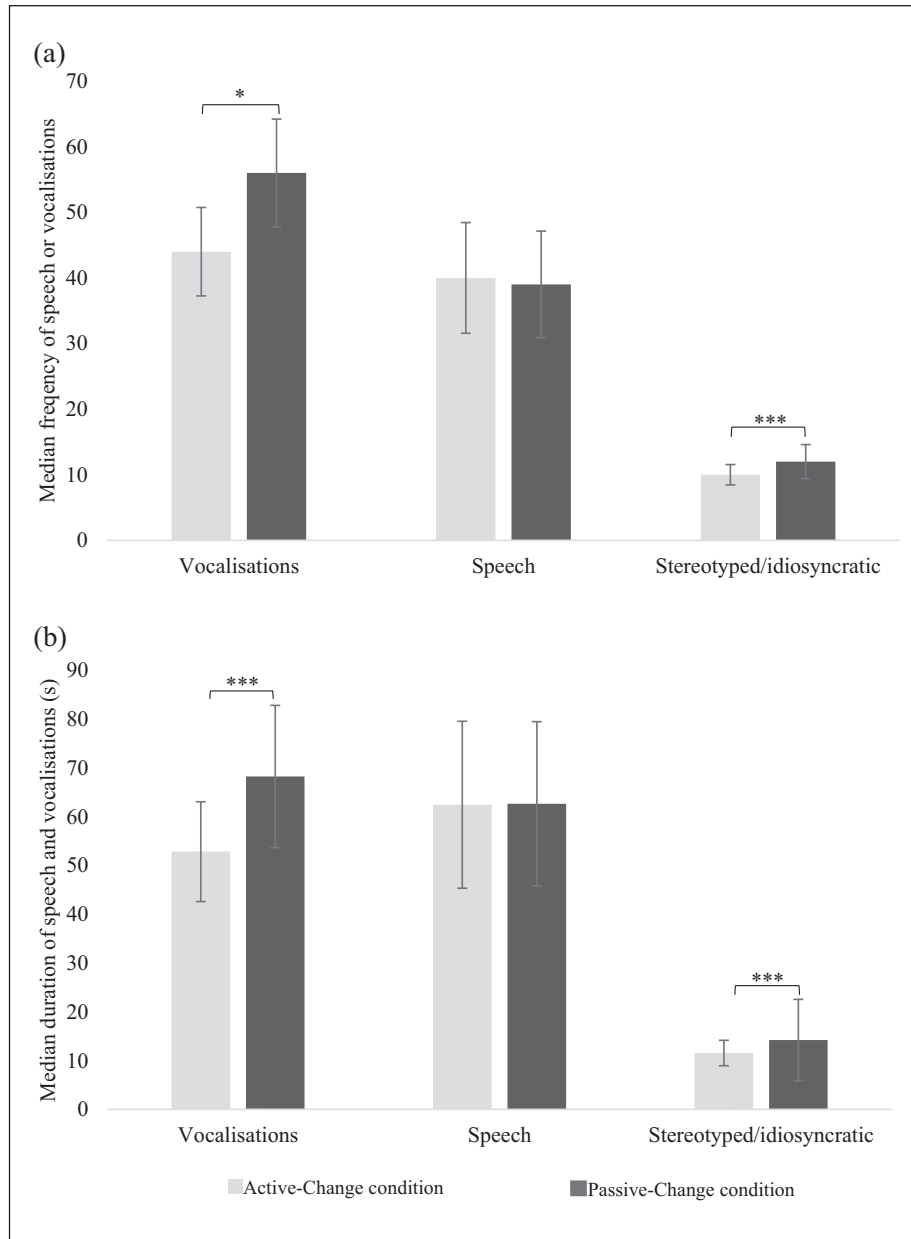 (a)
70
60
50
40
30
20
10
0
Median freqency of speech or vocalisations
*
***
Vocalisations
Speech
Stereotyped/idiosyncratic
(b)
90
80
70
60
50
40
30
20
10
0
Median duration of speech and vocalisations (s)
***
***
Vocalisations
Speech
Stereotyped/idiosyncratic
Active-Change condition
Passive-Change condition